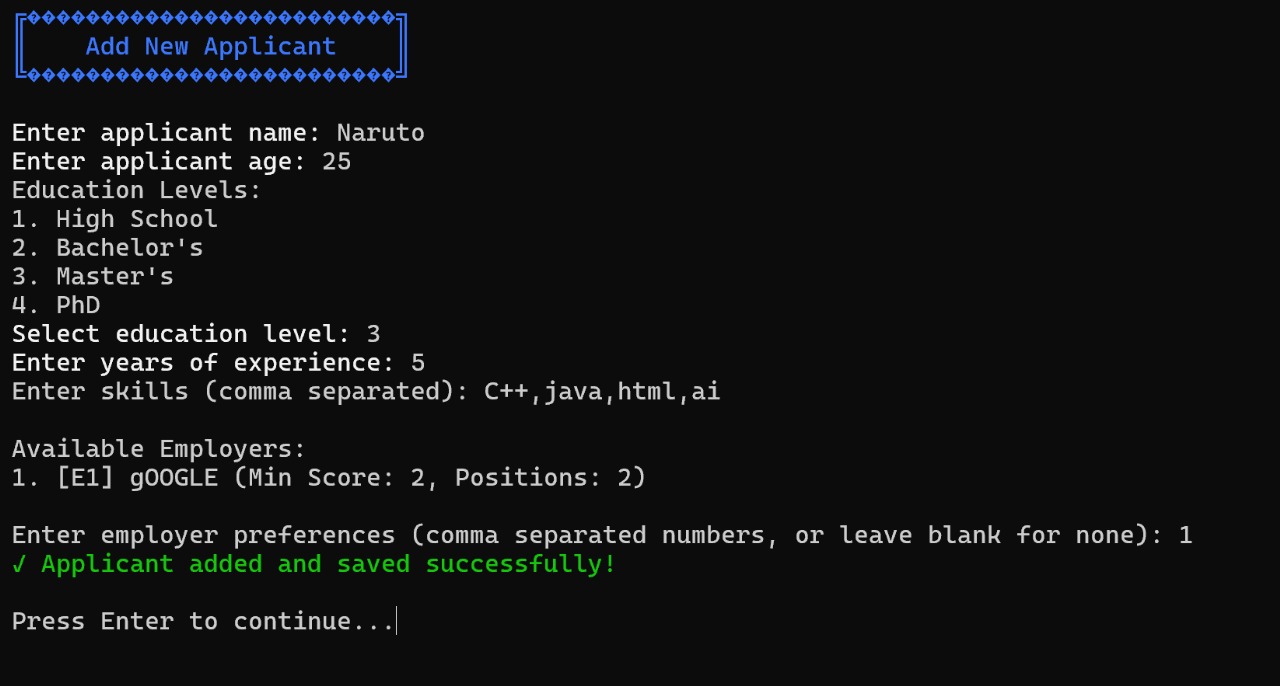 ╔�������������������������╗
║    Add New Applicant    ║
╚�������������������������╝
Enter applicant name: Naruto
Enter applicant age: 25
Education Levels:
1. High School
2. Bachelor's
3. Master's
4. PhD
Select education level: 3
Enter years of experience: 5
Enter skills (comma separated): C++,java,html,ai
Available Employers:
1. [E1] gOOGLE (Min Score: 2, Positions: 2)
Enter employer preferences (comma separated numbers, or leave blank for none): 1
✓ Applicant added and saved successfully!
Press Enter to continue...